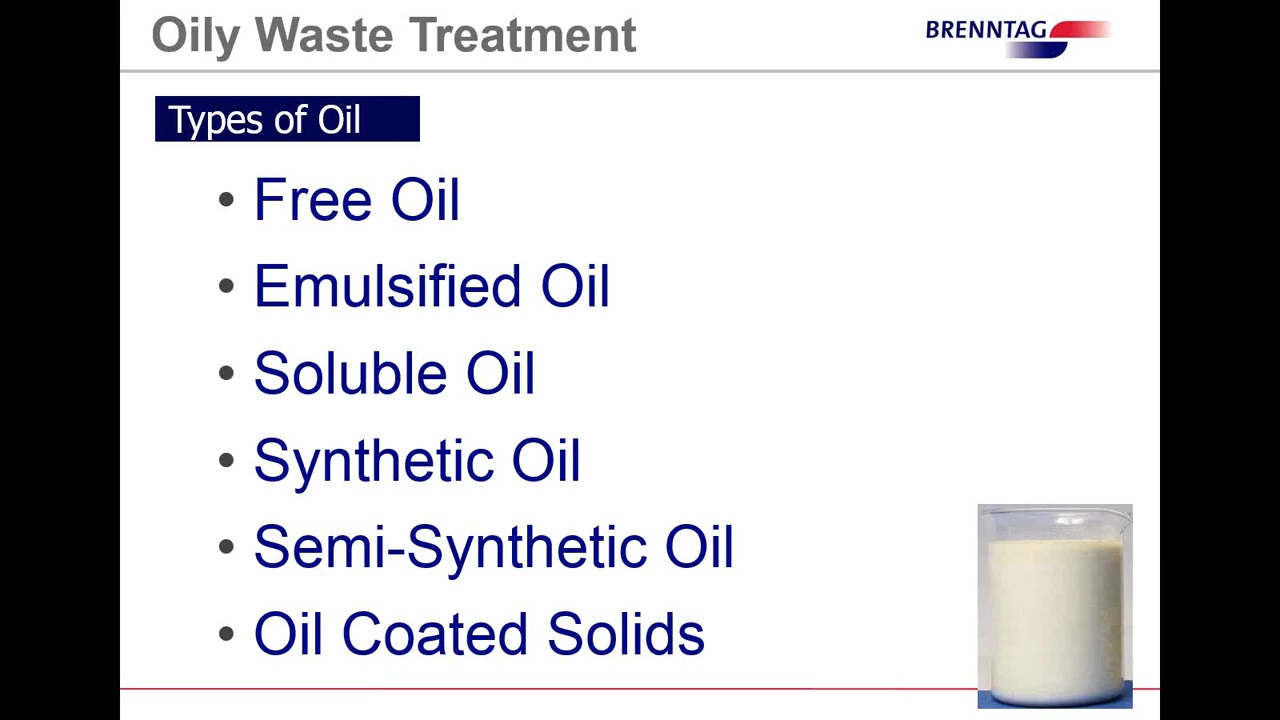 Oily Waste Treatment
BRENNTAG
Types of Oil
• Free Oil
• Emulsified Oil
• Soluble Oil
• Synthetic Oil
• Semi-Synthetic Oil
• Oil Coated Solids